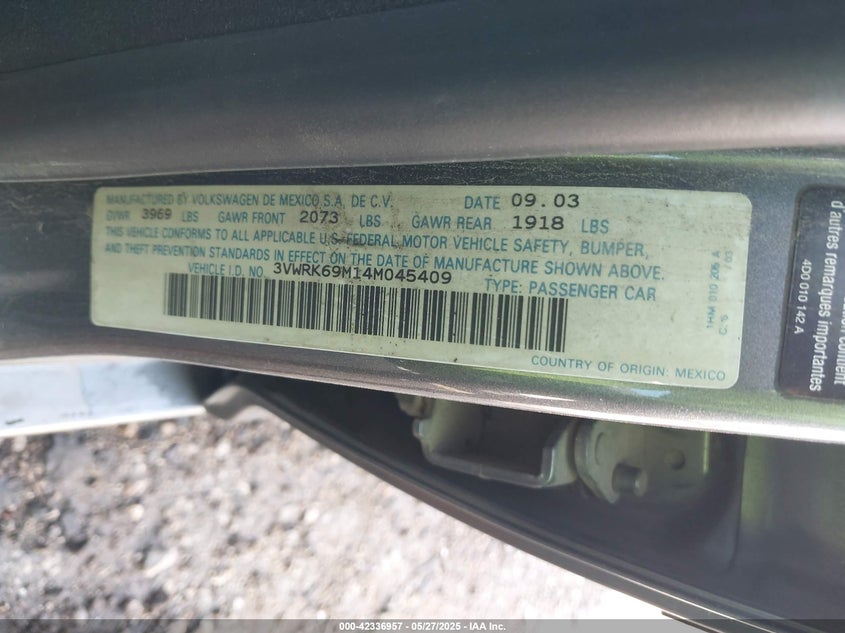 MANUFACTURED BY VOLKSWAGEN DE MEXICO S.A. DE C.V. DATE 09.03
GVWR 3969 LBS GAWR FRONT 2073 LBS GAWR REAR 1918 LBS
THIS VEHICLE CONFORMS TO ALL APPLICABLE U.S. FEDERAL MOTOR VEHICLE SAFETY, BUMPER,
AND THEFT PREVENTION STANDARDS IN EFFECT ON THE DATE OF MANUFACTURE SHOWN ABOVE.
VEHICLE I.D. NO. 3VWRK69M14M045409 TYPE: PASSENGER CAR
COUNTRY OF ORIGIN: MEXICO
1HM 010 205 A
d'autres remarques importantes
4D0 010 142 A
000-42336957 - 05/27/2025 - IAA Inc.